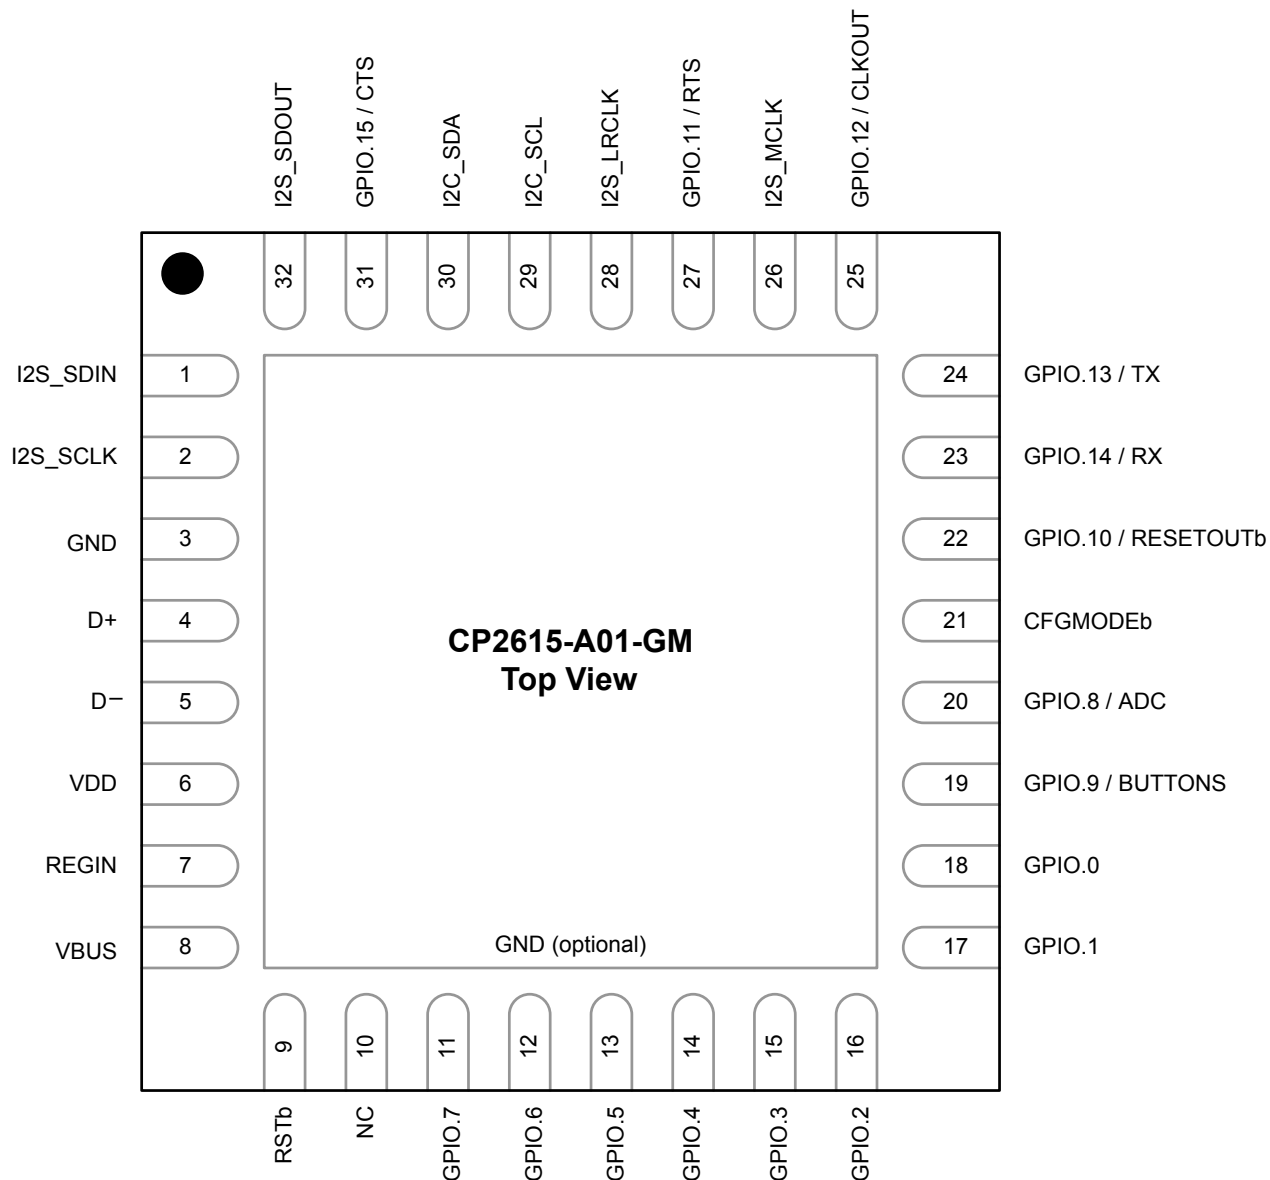 I2S_SDOUT
GPIO.15 / CTS
I2C_SDA
I2C_SCL
I2S_LRCLK
GPIO.11 / RTS
I2S_MCLK
GPIO.12 / CLKOUT
32
31
30
29
28
27
26
25
I2S_SDIN
1
24
GPIO.13 / TX
I2S_SCLK
2
23
GPIO.14 / RX
GND
3
22
GPIO.10 / RESETOUTb
D+
4
21
CFGMODEb
CP2615-A01-GM
Top View
D−
5
20
GPIO.8 / ADC
VDD
6
19
GPIO.9 / BUTTONS
REGIN
7
18
GPIO.0
VBUS
8
GND (optional)
17
GPIO.1
9
10
11
12
13
14
15
16
RSTb
NC
GPIO.7
GPIO.6
GPIO.5
GPIO.4
GPIO.3
GPIO.2